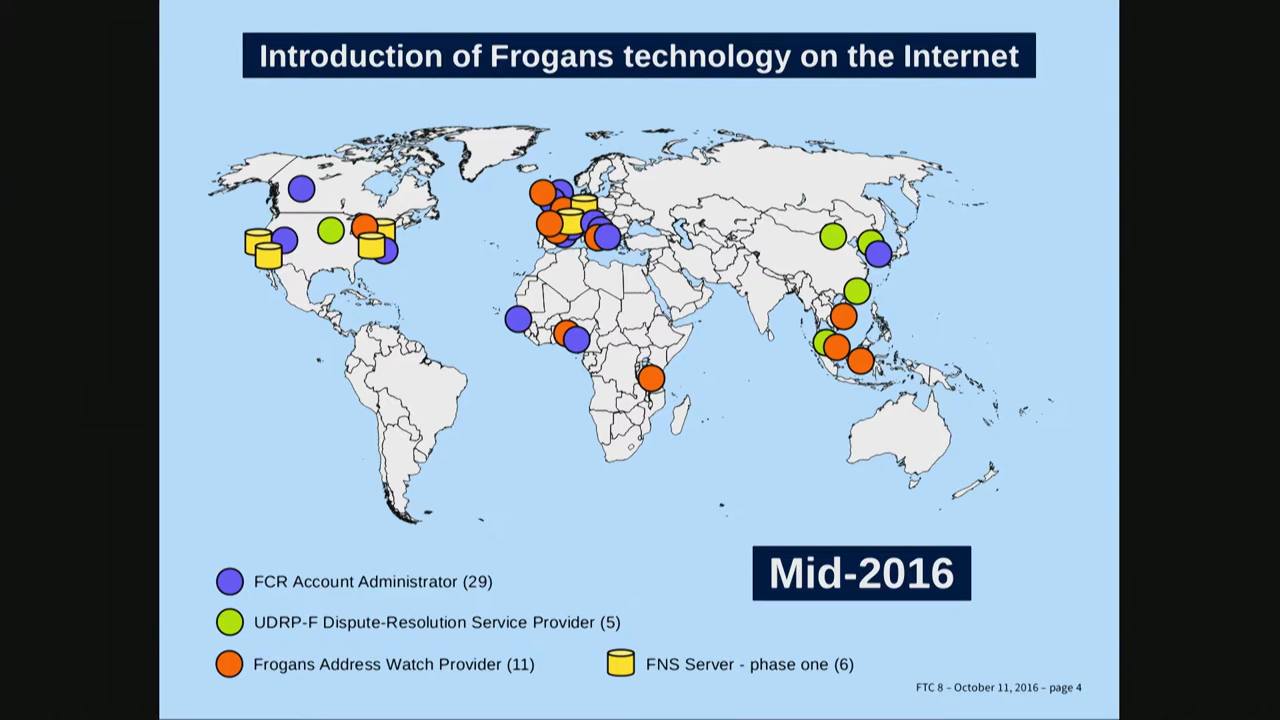 Introduction of Frogans technology on the Internet
Mid-2016
FCR Account Administrator (29)
UDRP-F Dispute-Resolution Service Provider (5)
Frogans Address Watch Provider (11)
FNS Server - phase one (6)
FTC 8 – October 11, 2016 – page 4